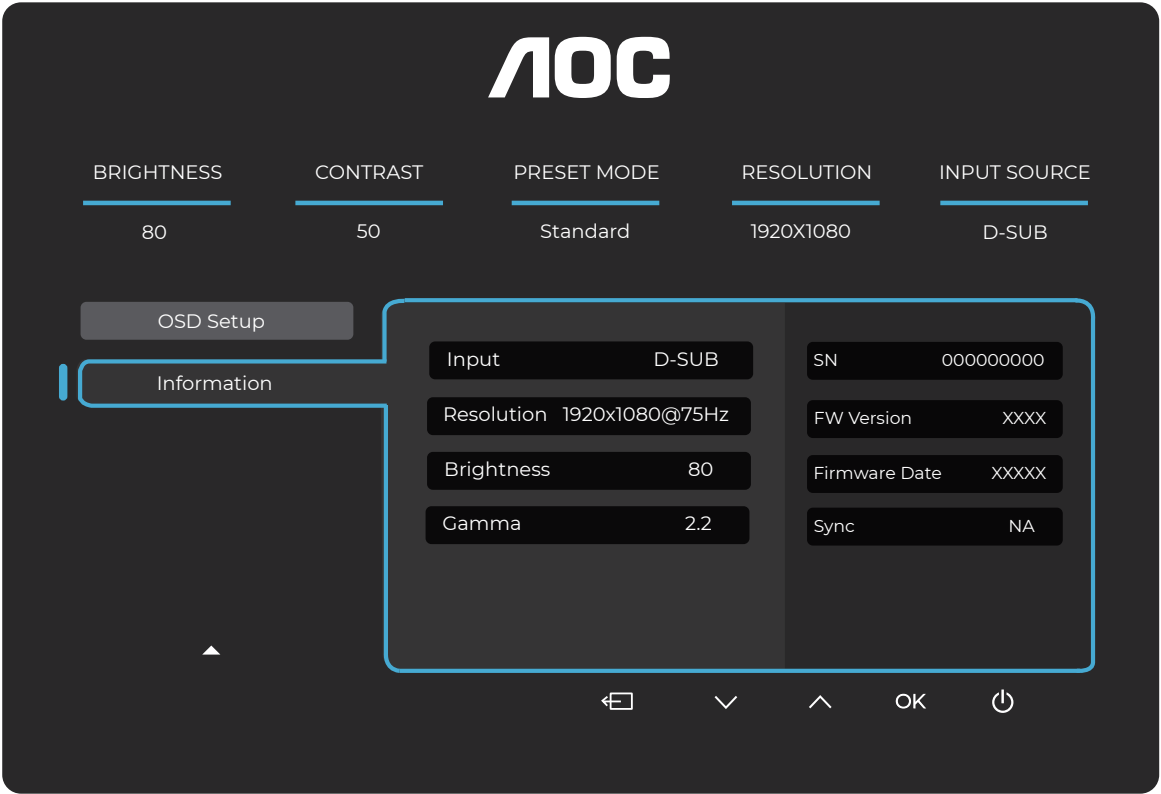 AOC
BRIGHTNESS CONTRAST PRESET MODE RESOLUTION INPUT SOURCE
80 50 Standard 1920X1080 D-SUB
OSD Setup
Information
Input D-SUB
Resolution 1920x1080@75Hz
Brightness 80
Gamma 2.2
SN 000000000
FW Version XXXX
Firmware Date XXXXX
Sync NA
OK